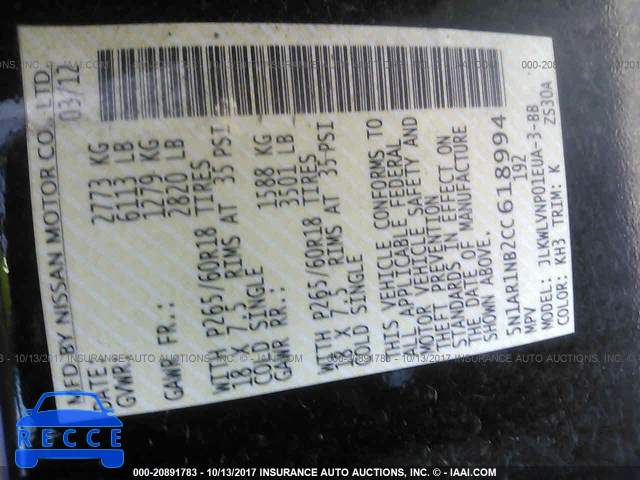 MFD BY NISSAN MOTOR CO., LTD.
DATE: 03/12
GVWR: 2773 KG
6113 LB
GAWR FR.: 1279 KG
2820 LB
WITH P265/60R18 TIRES
18 X 7.5 RIMS AT 35 PSI
COLD SINGLE
GAWR RR.: 1588 KG
3501 LB
WITH P265/60R18 TIRES
18 X 7.5 RIMS AT 35 PSI
COLD SINGLE
THIS VEHICLE CONFORMS TO
ALL APPLICABLE FEDERAL
MOTOR VEHICLE SAFETY AND
THEFT PREVENTION
STANDARDS IN EFFECT ON
THE DATE OF MANUFACTURE
SHOWN ABOVE.
5N1AR1NB2CC618994
MPV 192
MODEL: JLKWLVNP01EUA-3-BB
COLOR: KH3 TRIM: K ZS30A
RECCE
000-20891783 - 10/13/2017 INSURANCE AUTO AUCTIONS, INC. © - IAAI.COM